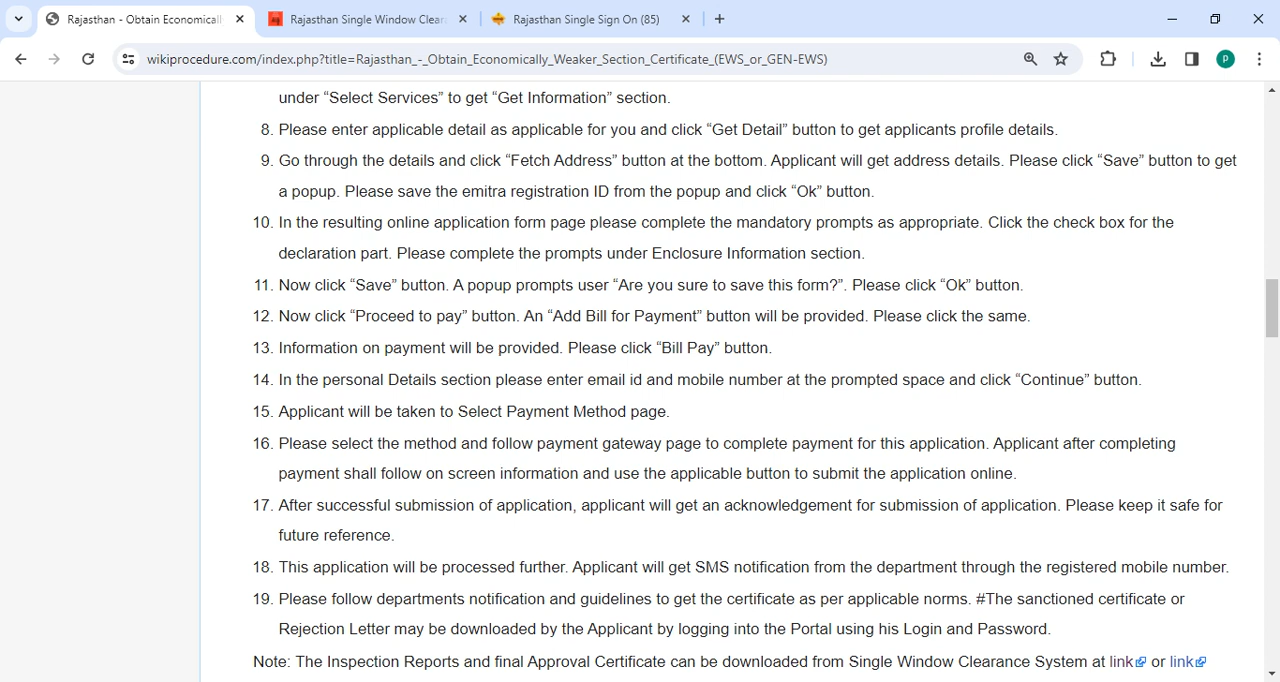 Rajasthan - Obtain Economicall
Rajasthan Single Window Clear
Rajasthan Single Sign On (85)
wikiprocedure.com/index.php?title=Rajasthan_-_Obtain_Economically_Weaker_Section_Certificate_(EWS_or_GEN-EWS)
P
under “Select Services” to get “Get Information” section.
8. Please enter applicable detail as applicable for you and click “Get Detail” button to get applicants profile details.
9. Go through the details and click “Fetch Address” button at the bottom. Applicant will get address details. Please click “Save” button to get
a popup. Please save the emitra registration ID from the popup and click “Ok” button.
10. In the resulting online application form page please complete the mandatory prompts as appropriate. Click the check box for the
declaration part. Please complete the prompts under Enclosure Information section.
11. Now click “Save” button. A popup prompts user “Are you sure to save this form?”. Please click “Ok” button.
12. Now click “Proceed to pay” button. An “Add Bill for Payment” button will be provided. Please click the same.
13. Information on payment will be provided. Please click “Bill Pay” button.
14. In the personal Details section please enter email id and mobile number at the prompted space and click “Continue” button.
15. Applicant will be taken to Select Payment Method page.
16. Please select the method and follow payment gateway page to complete payment for this application. Applicant after completing
payment shall follow on screen information and use the applicable button to submit the application online.
17. After successful submission of application, applicant will get an acknowledgement for submission of application. Please keep it safe for
future reference.
18. This application will be processed further. Applicant will get SMS notification from the department through the registered mobile number.
19. Please follow departments notification and guidelines to get the certificate as per applicable norms. #The sanctioned certificate or
Rejection Letter may be downloaded by the Applicant by logging into the Portal using his Login and Password.
Note: The Inspection Reports and final Approval Certificate can be downloaded from Single Window Clearance System at link or link